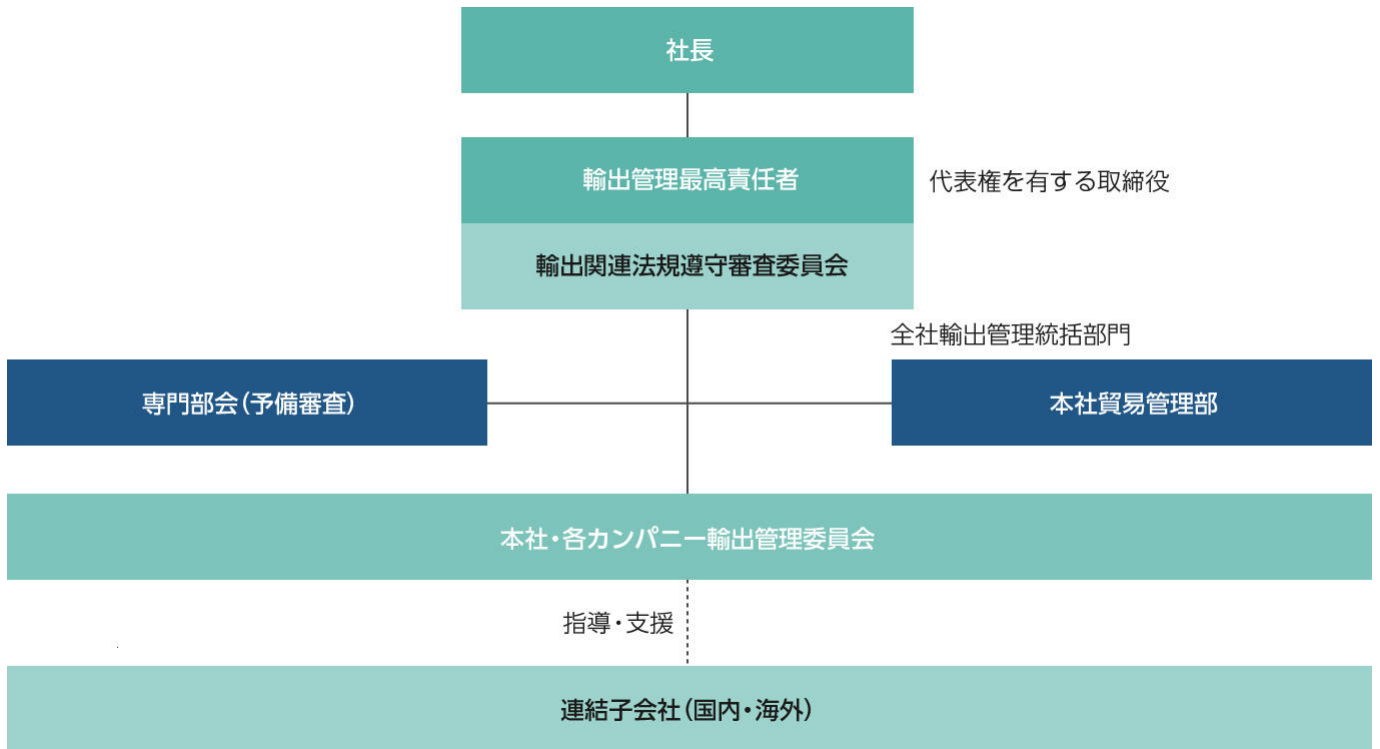 社長
輸出管理最高責任者
代表権を有する取締役
輸出関連法規遵守審査委員会
全社輸出管理統括部門
専門部会(予備審査)
本社貿易管理部
本社・各カンパニー輸出管理委員会
指導・支援
連結子会社(国内・海外)